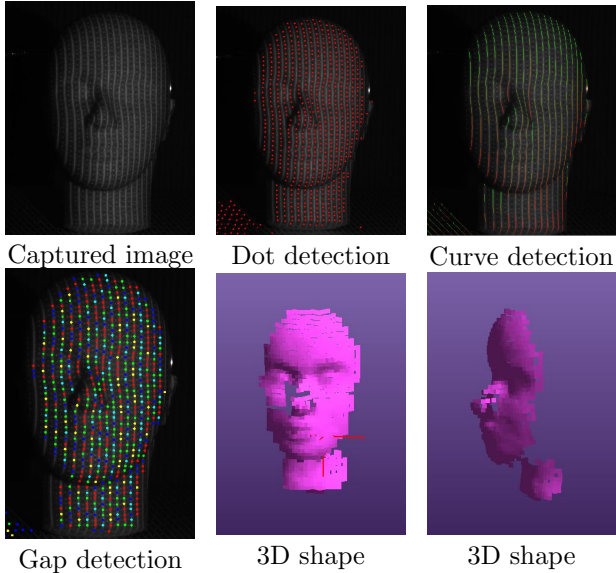 Captured image
Dot detection
Curve detection
Gap detection
3D shape
3D shape